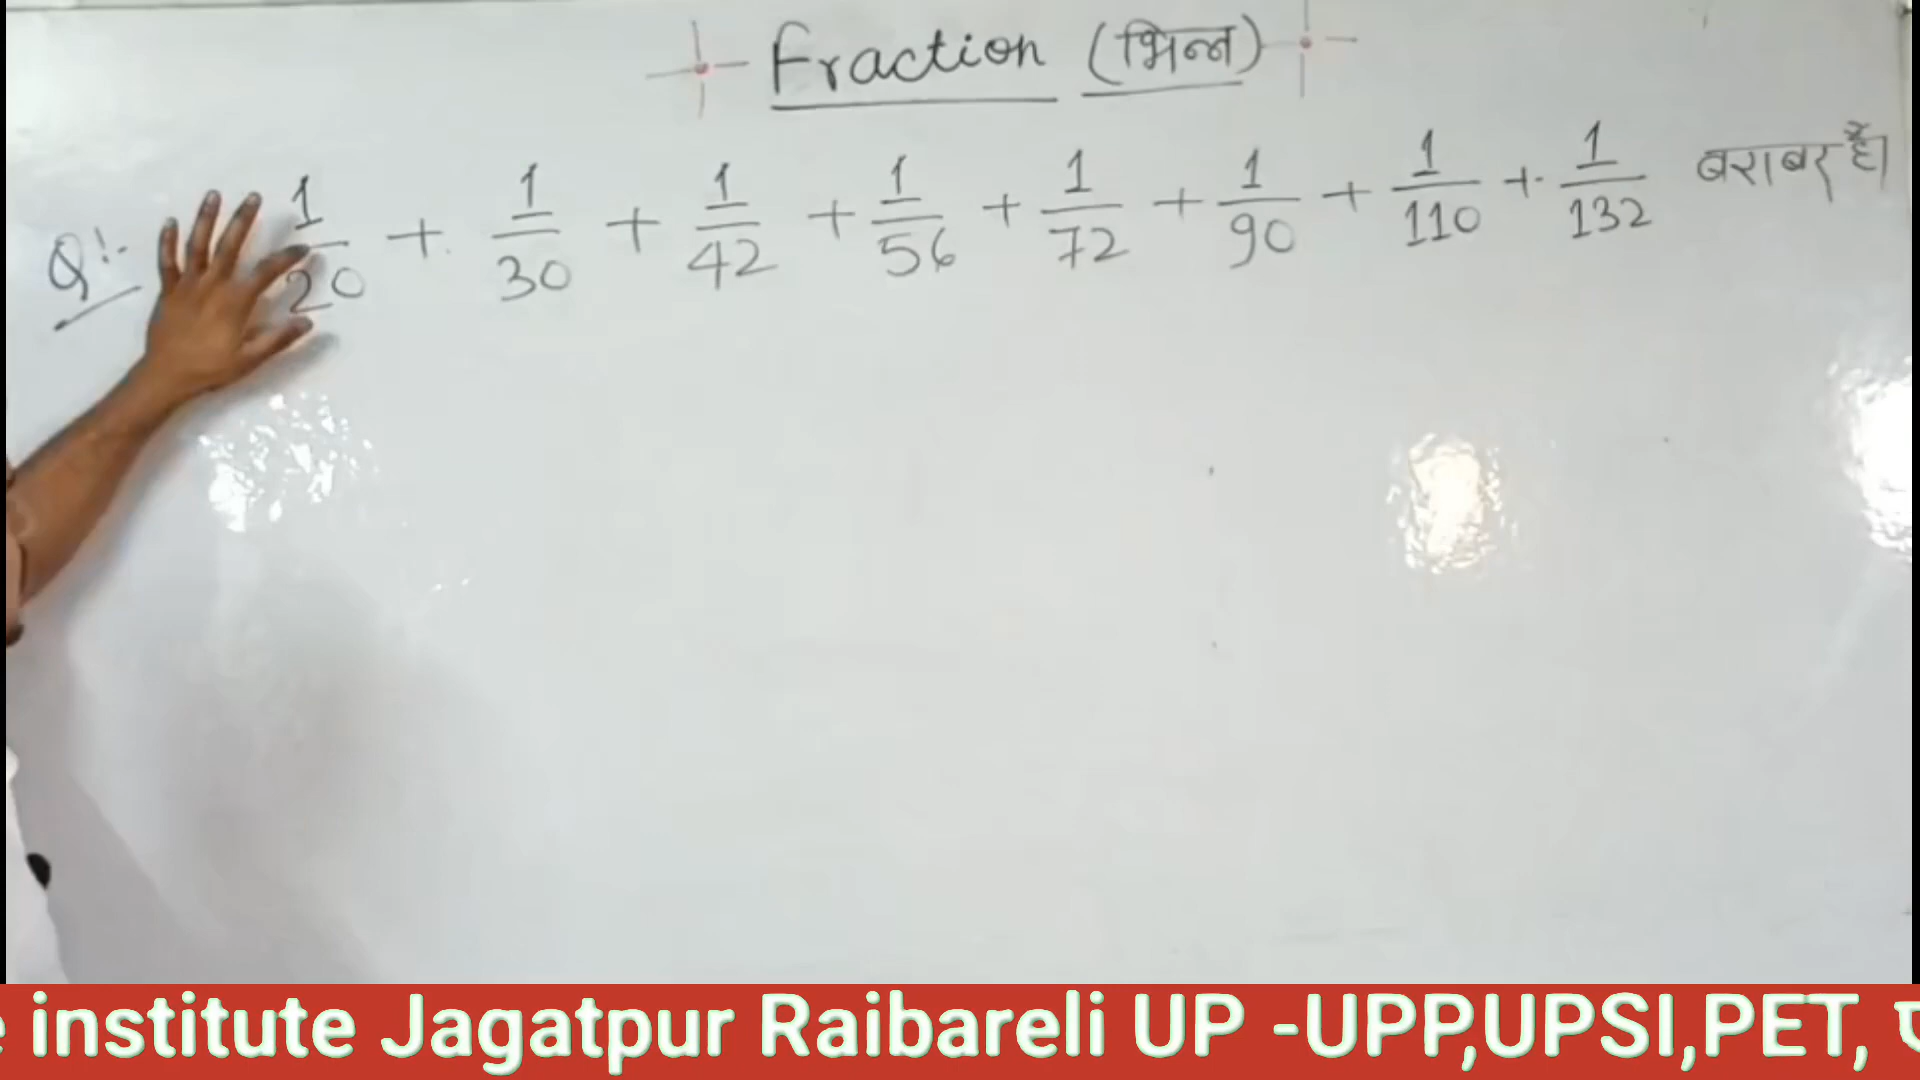 Fraction (भिन्न)
Q!- 1/20 + 1/30 + 1/42 + 1/56 + 1/72 + 1/90 + 1/110 + 1/132 बराबर है।
institute Jagatpur Raibareli UP -UPP,UPSI,PET,